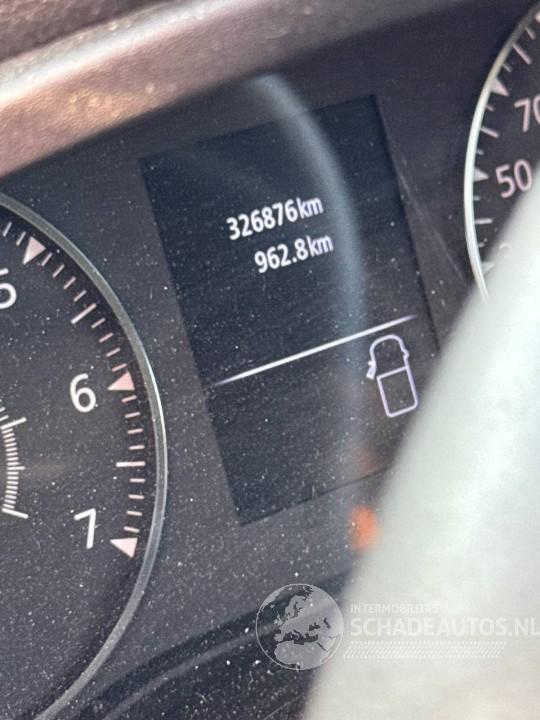 326876km
962.8km
5
6
7
70
50
INTERMOBILITAS
SCHADEAUTOS.NL